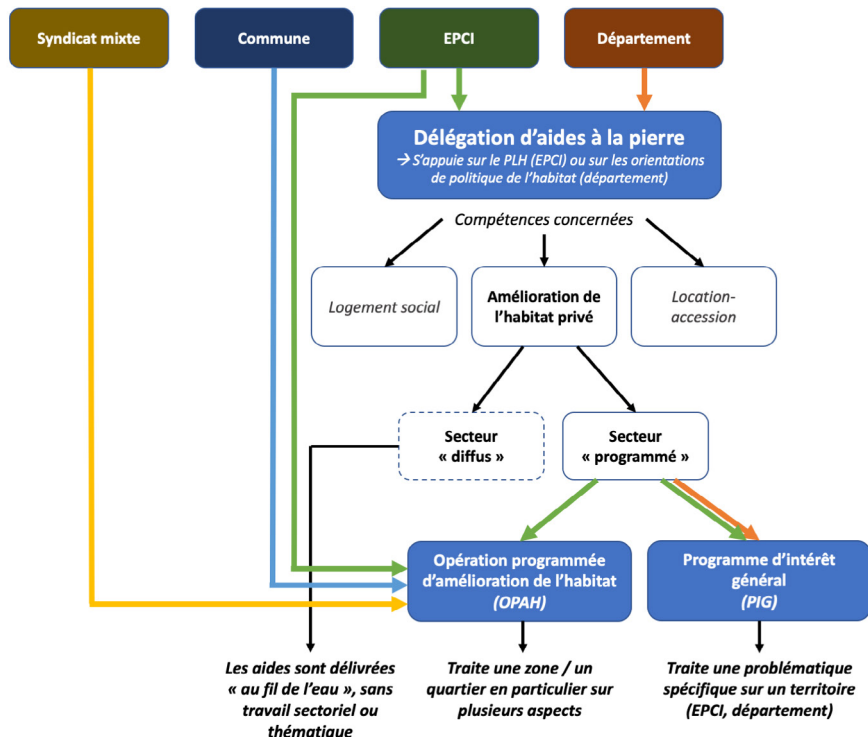 Syndicat mixte
Commune
EPCI
Département
Délégation d'aides à la pierre
→ S'appuie sur le PLH (EPCI) ou sur les orientations
de politique de l'habitat (département)
Compétences concernées
Logement social
Amélioration de
l'habitat privé
Location-
accession
Secteur
« diffus »
Secteur
« programmé »
Opération programmée
d'amélioration de l'habitat
(OPAH)
Programme d'intérêt
général
(PIG)
Les aides sont délivrées
« au fil de l'eau », sans
travail sectoriel ou
thématique
Traite une zone / un
quartier en particulier sur
plusieurs aspects
Traite une problématique
spécifique sur un territoire
(EPCI, département)